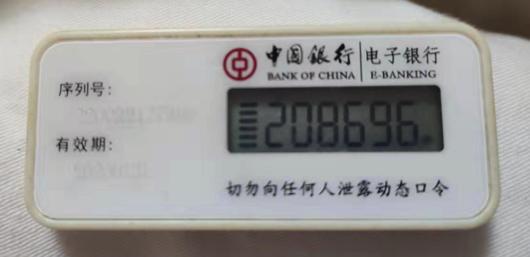 中国银行 电子银行
BANK OF CHINA E-BANKING
序列号：
208696
有效期：
切勿向任何人泄露动态口令